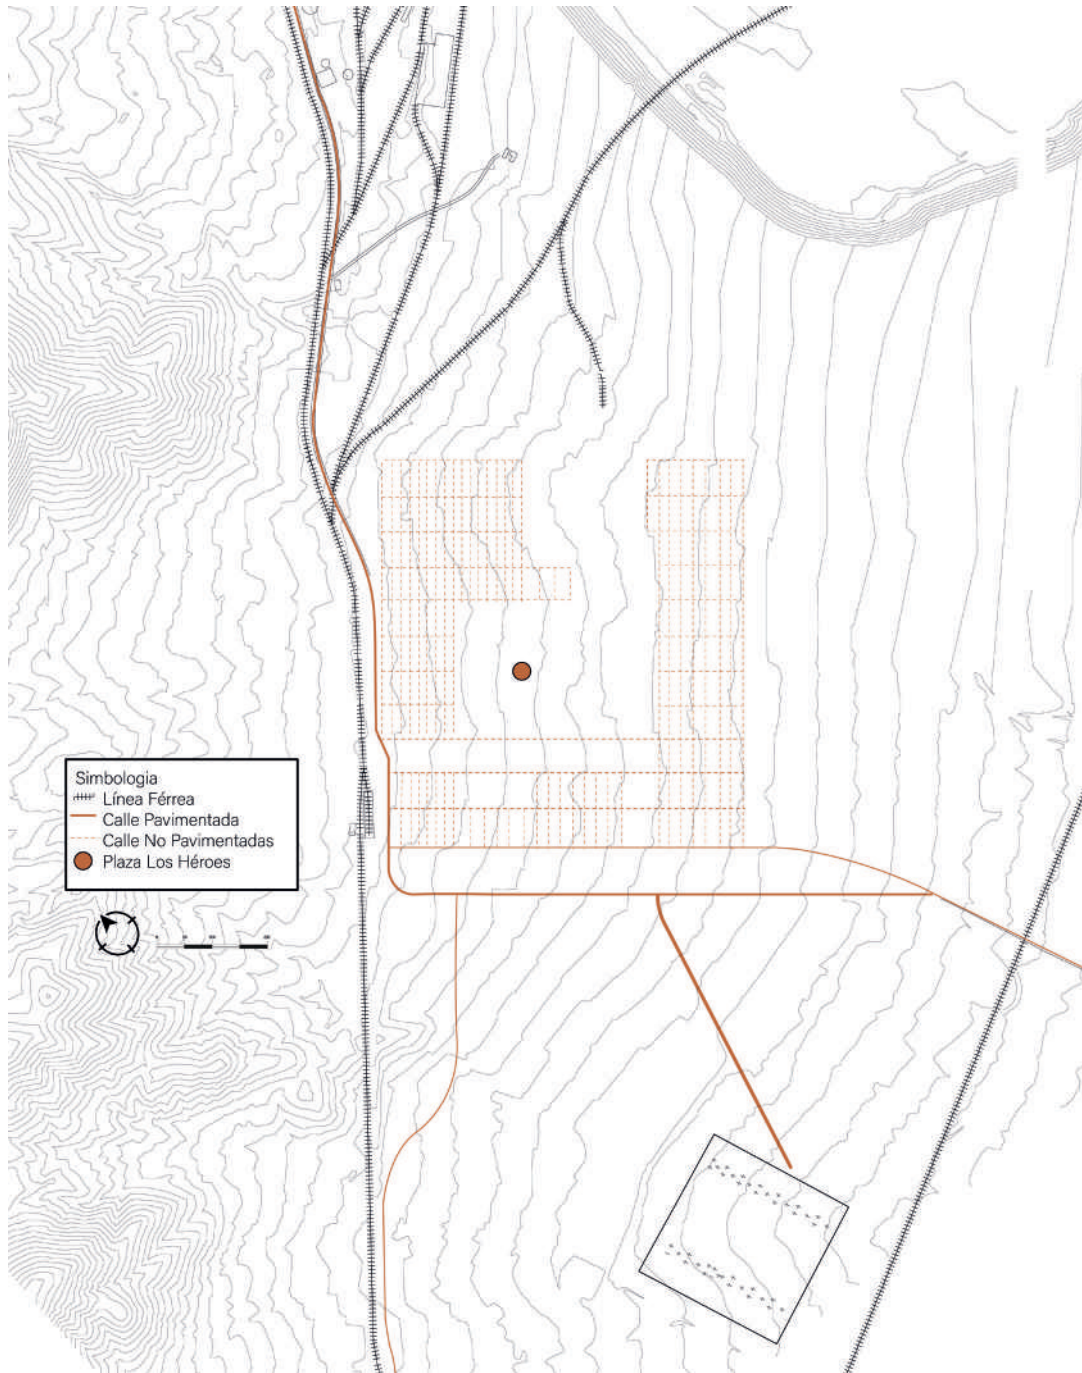 Simbologia
Línea Férrea
Calle Pavimentada
Calle No Pavimentadas
Plaza Los Héroes